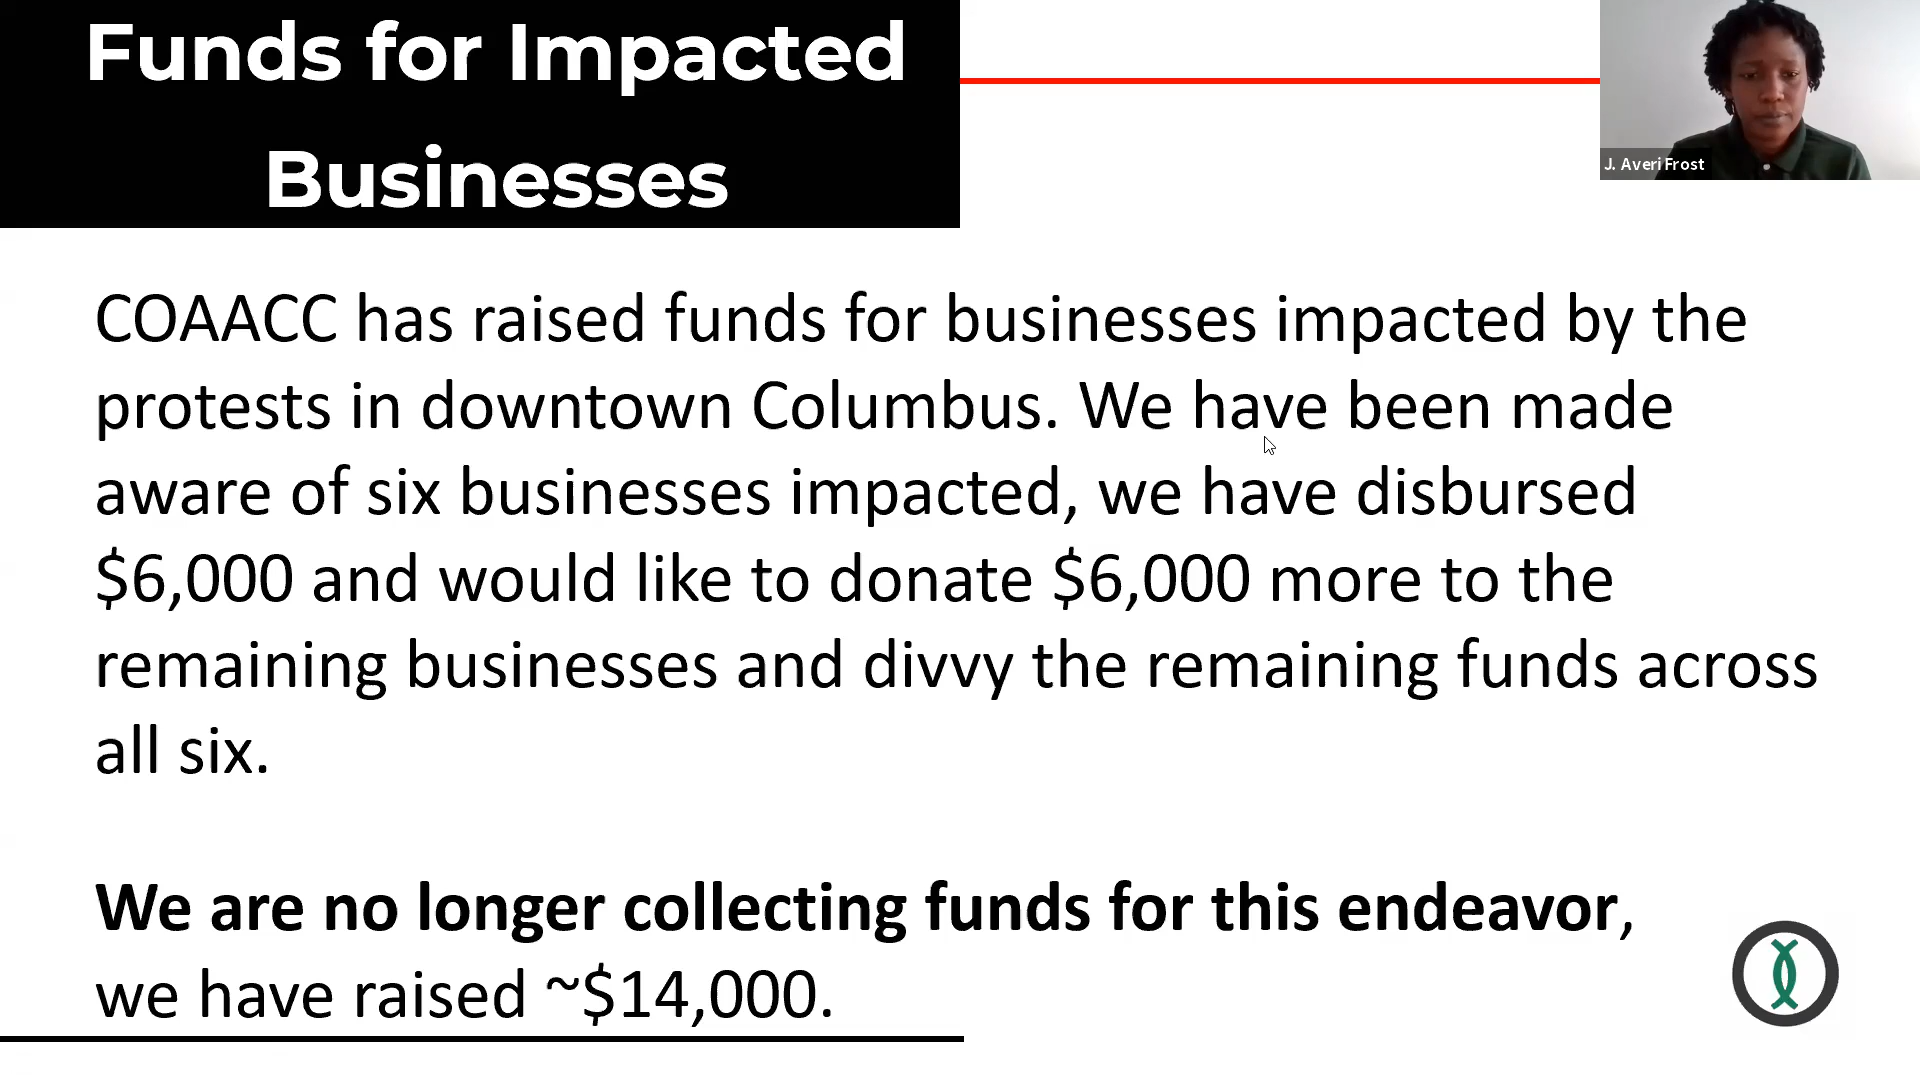 Funds for Impacted
Businesses
J. Averi Frost
COAACC has raised funds for businesses impacted by the
protests in downtown Columbus. We have been made
aware of six businesses impacted, we have disbursed
$6,000 and would like to donate $6,000 more to the
remaining businesses and divvy the remaining funds across
all six.
We are no longer collecting funds for this endeavor,
we have raised ~$14,000.